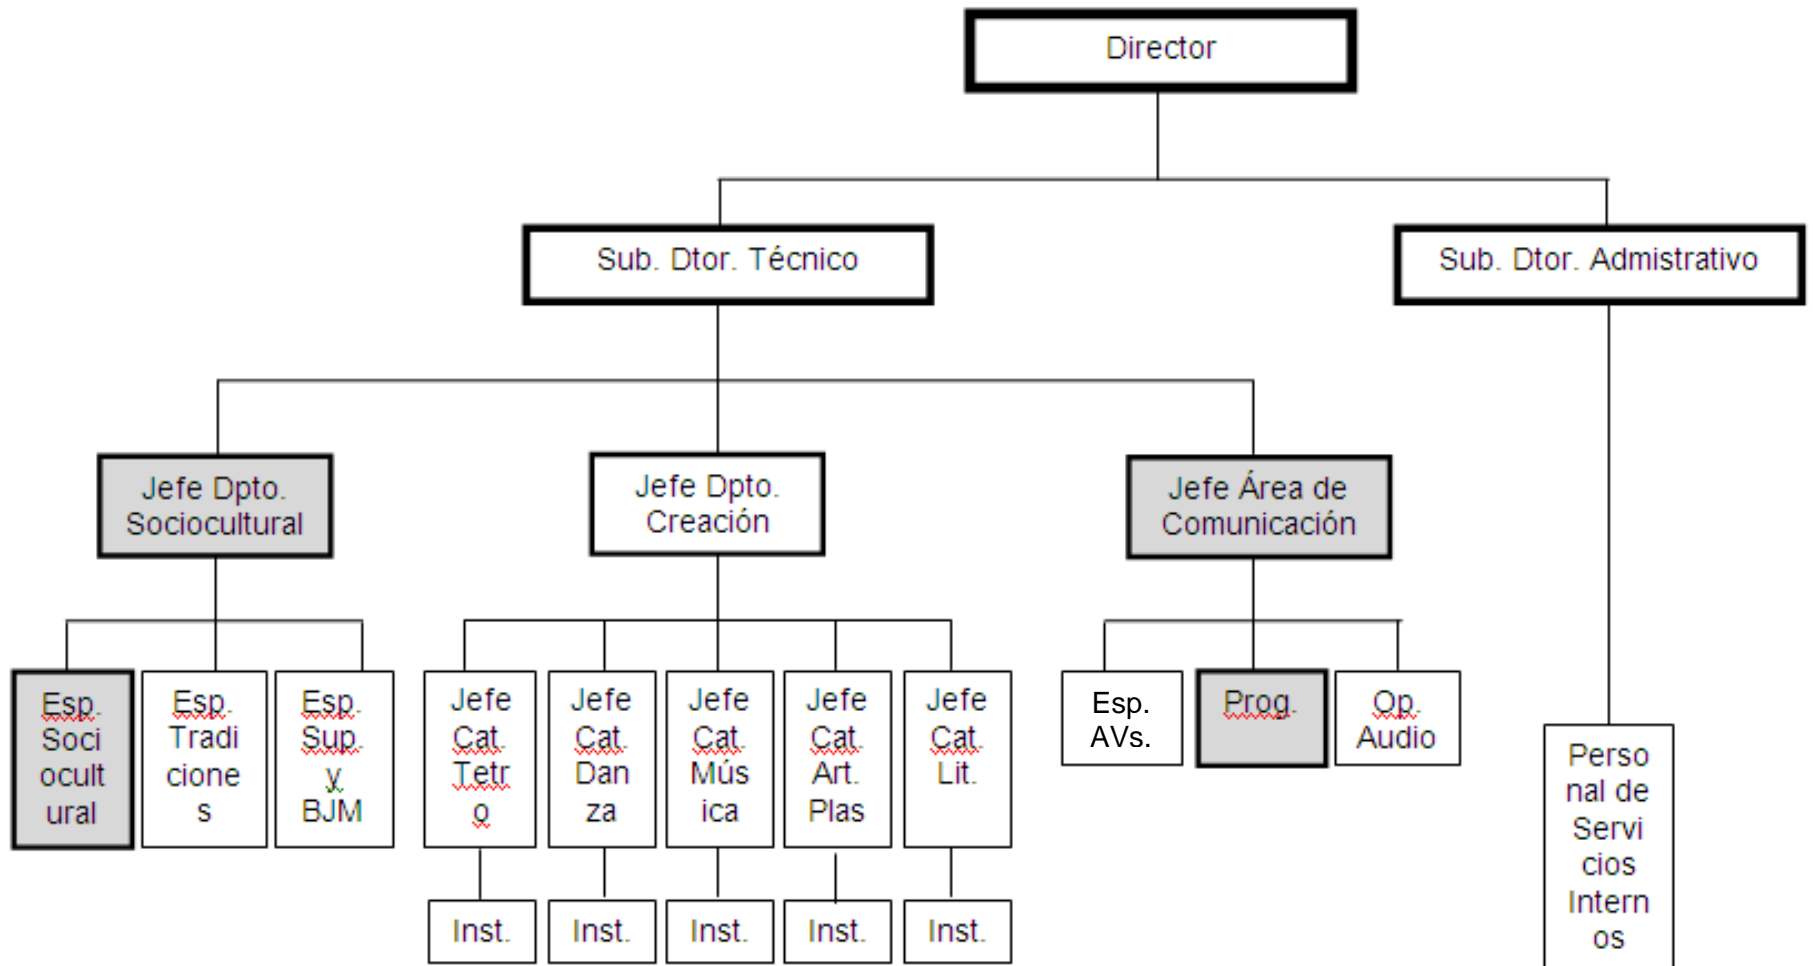 Director
Sub. Dtor. Técnico
Sub. Dtor. Admistrativo
Jefe Dpto.
Sociocultural
Jefe Dpto.
Creación
Jefe Área de
Comunicación
Esp.
Soci
ocult
ural
Esp.
Tradi
cione
s
Esp.
Sup.
y
BJM
Jefe
Cat.
Tetr
o
Jefe
Cat.
Dan
za
Jefe
Cat.
Mús
ica
Jefe
Cat.
Art.
Plas
Jefe
Cat.
Lit.
Esp.
AVs.
Prog.
Op.
Audio
Perso
nal de
Servi
cios
Intern
os
Inst.
Inst.
Inst.
Inst.
Inst.